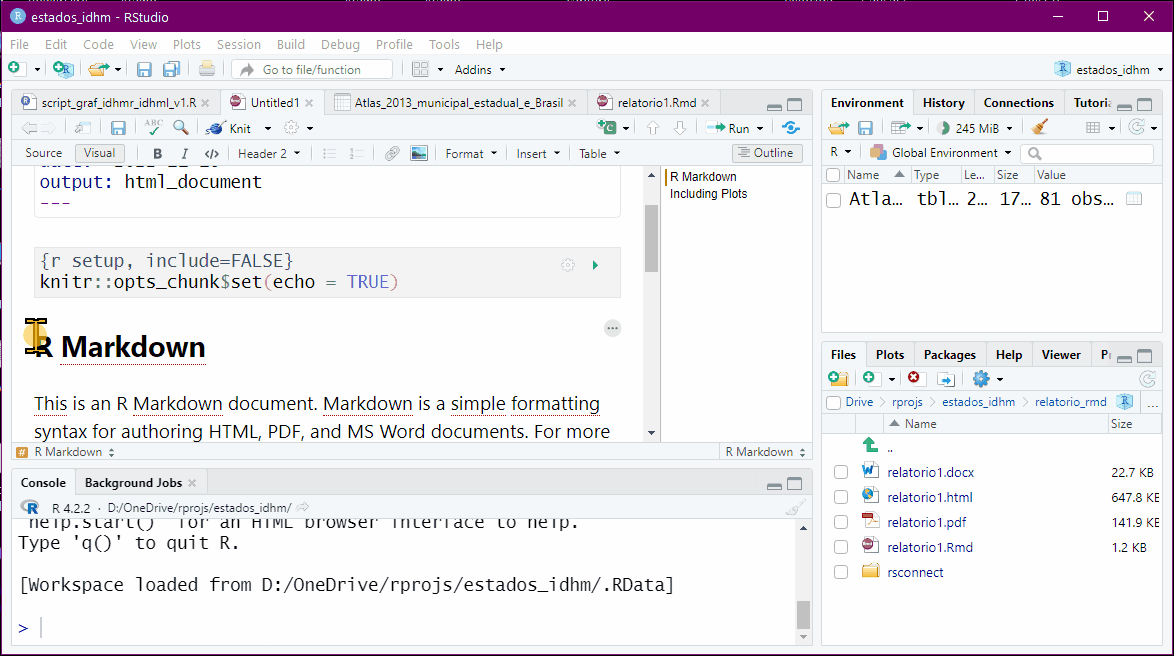 estados_idhm - RStudio
File Edit Code View Plots Session Build Debug Profile Tools Help
Go to file/function Addins estados_idhm
script_graf_idhmr_idhml_v1.R Untitled1 Atlas_2013_municipal_estadual_e_Brasil relatorio1.Rmd
ABC Knit Run
Source Visual B I </> Header 2 Format Insert Table Outline
output: html_document
---
{r setup, include=FALSE}
knitr::opts_chunk$set(echo = TRUE)
R Markdown
This is an R Markdown document. Markdown is a simple formatting
syntax for authoring HTML, PDF, and MS Word documents. For more
# R Markdown R Markdown
R Markdown
Including Plots
Console Background Jobs
R 4.2.2 · D:/OneDrive/rprojs/estados_idhm/
'help.start()' for an HTML browser interface to help.
Type 'q()' to quit R.
[Workspace loaded from D:/OneDrive/rprojs/estados_idhm/.RData]
>
Environment History Connections Tutoria
245 MiB
R Global Environment
Name Type Le... Size Value
Atla... tbl... 2... 17... 81 obs...
Files Plots Packages Help Viewer
Drive rprojs estados_idhm relatorio_rmd ...
Name Size
..
relatorio1.docx 22.7 KB
relatorio1.html 647.8 KB
relatorio1.pdf 141.9 KB
relatorio1.Rmd 1.2 KB
rsconnect